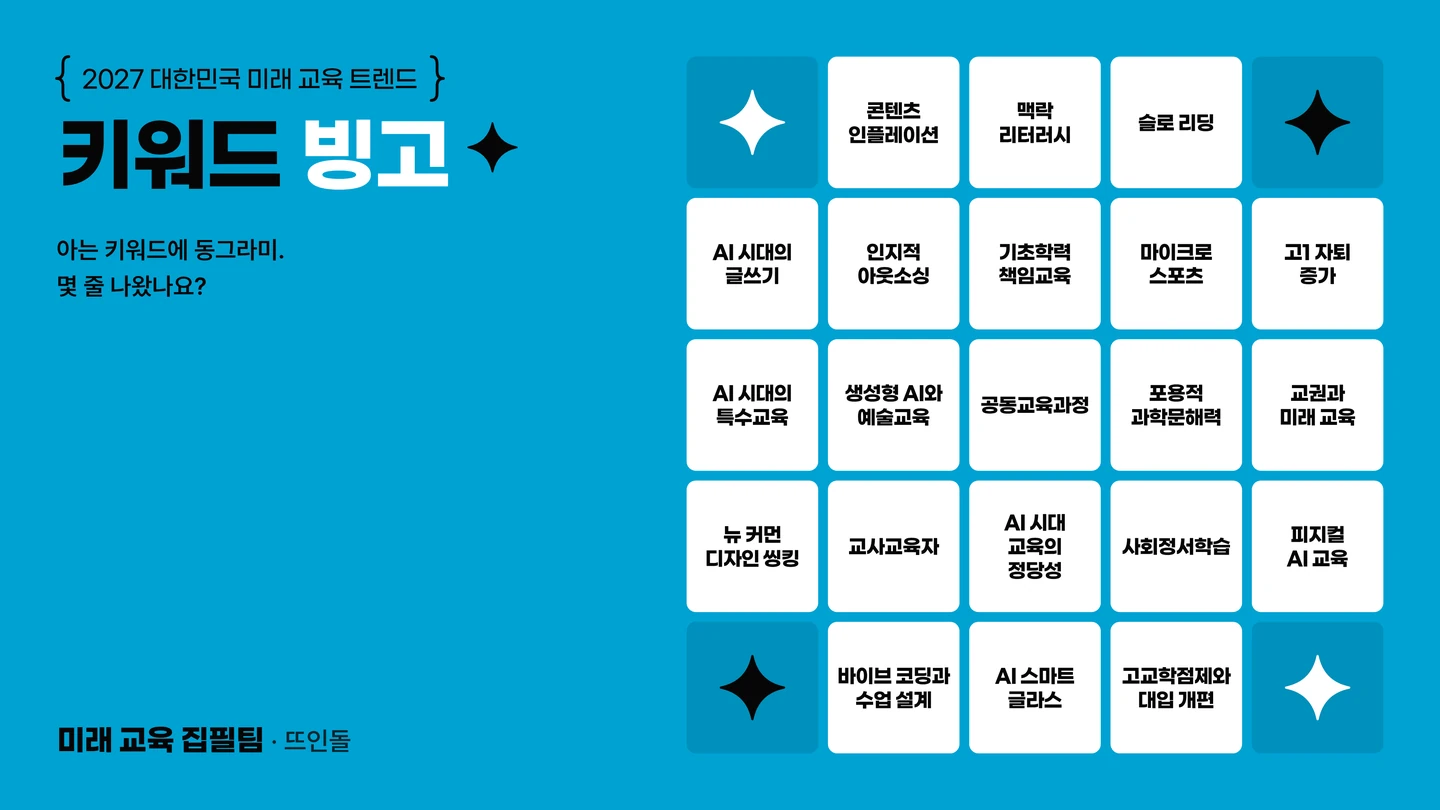 { 2027 대한민국 미래 교육 트렌드 }
키워드 빙고
아는 키워드에 동그라미.
몇 줄 나왔나요?
콘텐츠
인플레이션
맥락
리터러시
슬로 리딩
AI 시대의
글쓰기
인지적
아웃소싱
기초학력
책임교육
마이크로
스포츠
고1 자퇴
증가
AI 시대의
특수교육
생성형 AI와
예술교육
공동교육과정
포용적
과학문해력
교권과
미래 교육
뉴 커먼
디자인 씽킹
교사교육자
AI 시대
교육의
정당성
사회정서학습
피지컬
AI 교육
바이브 코딩과
수업 설계
AI 스마트
글라스
고교학점제와
대입 개편
미래 교육 집필팀 · 뜨인돌